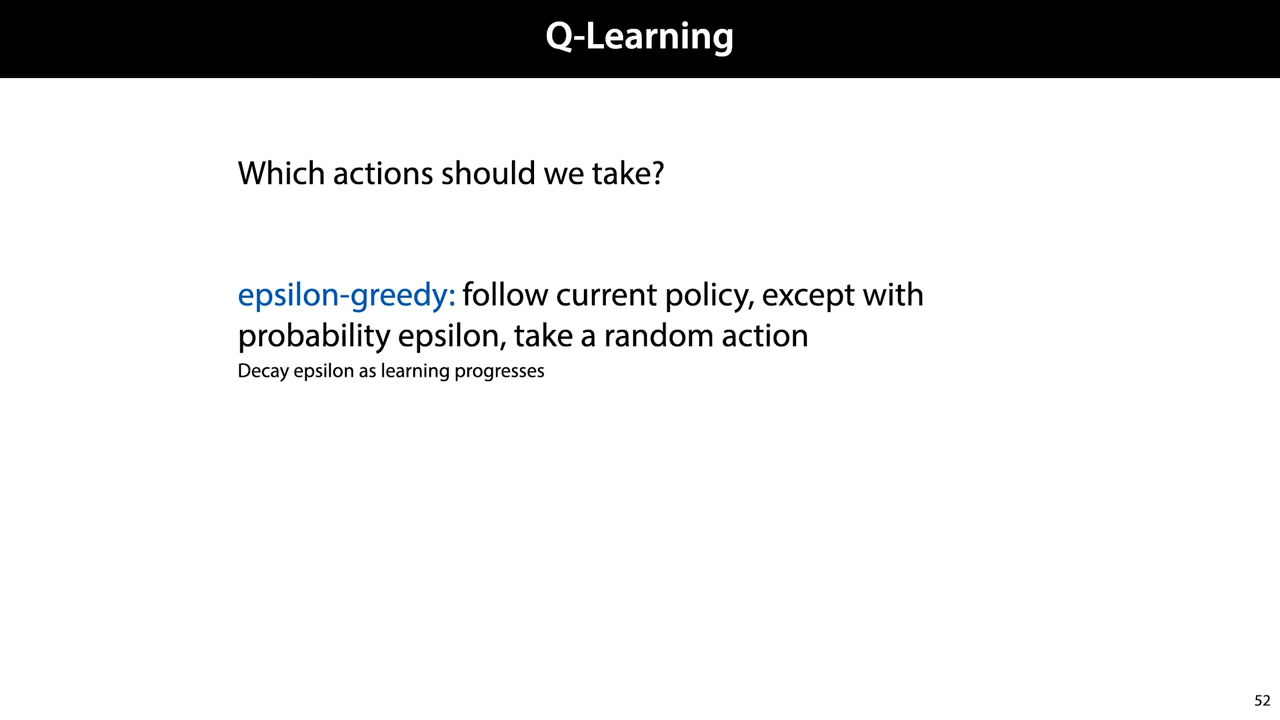 Q-Learning
Which actions should we take?
epsilon-greedy: follow current policy, except with
probability epsilon, take a random action
Decay epsilon as learning progresses
52